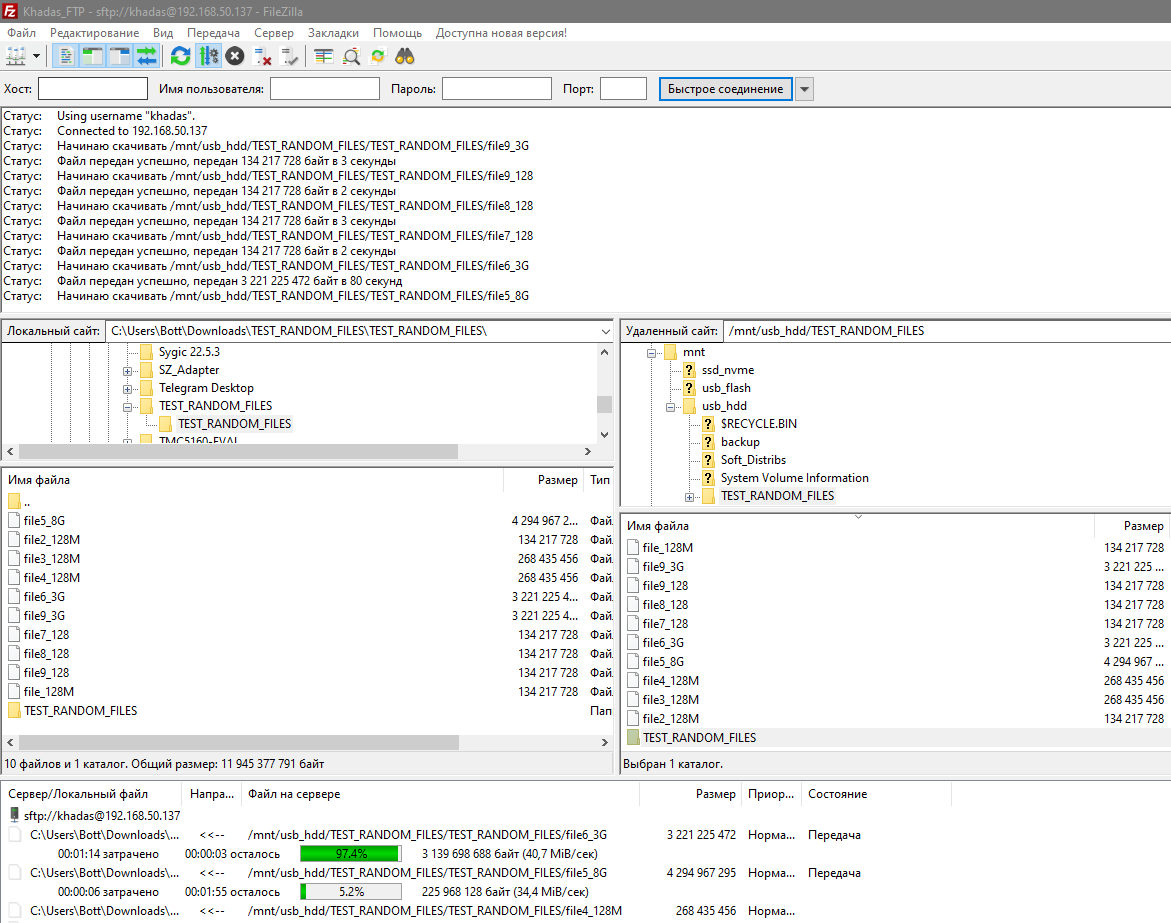 Khadas_FTP - sftp://khadas@192.168.50.137 - FileZilla
Файл Редактирование Вид Передача Сервер Закладки Помощь Доступна новая версия!
Хост: Имя пользователя: Пароль: Порт: Быстрое соединение
Статус: Using username "khadas".
Статус: Connected to 192.168.50.137
Статус: Начинаю скачивать /mnt/usb_hdd/TEST_RANDOM_FILES/TEST_RANDOM_FILES/file9_3G
Статус: Файл передан успешно, передан 134 217 728 байт в 3 секунды
Статус: Начинаю скачивать /mnt/usb_hdd/TEST_RANDOM_FILES/TEST_RANDOM_FILES/file9_128
Статус: Файл передан успешно, передан 134 217 728 байт в 2 секунды
Статус: Начинаю скачивать /mnt/usb_hdd/TEST_RANDOM_FILES/TEST_RANDOM_FILES/file8_128
Статус: Файл передан успешно, передан 134 217 728 байт в 3 секунды
Статус: Начинаю скачивать /mnt/usb_hdd/TEST_RANDOM_FILES/TEST_RANDOM_FILES/file7_128
Статус: Файл передан успешно, передан 134 217 728 байт в 2 секунды
Статус: Начинаю скачивать /mnt/usb_hdd/TEST_RANDOM_FILES/TEST_RANDOM_FILES/file6_3G
Статус: Файл передан успешно, передан 3 221 225 472 байт в 80 секунд
Статус: Начинаю скачивать /mnt/usb_hdd/TEST_RANDOM_FILES/TEST_RANDOM_FILES/file5_8G
Локальный сайт: C:\Users\Bott\Downloads\TEST_RANDOM_FILES\TEST_RANDOM_FILES\
Sygic 22.5.3
SZ_Adapter
Telegram Desktop
TEST_RANDOM_FILES
TEST_RANDOM_FILES
TMC5160-EVAL
Имя файла Размер Тип
..
file5_8G 4 294 967 2... Фай
file2_128M 134 217 728 Фай
file3_128M 268 435 456 Фай
file4_128M 268 435 456 Фай
file6_3G 3 221 225 4... Фай
file9_3G 3 221 225 4... Фай
file7_128 134 217 728 Фай
file8_128 134 217 728 Фай
file9_128 134 217 728 Фай
file_128M 134 217 728 Фай
TEST_RANDOM_FILES Пап
10 файлов и 1 каталог. Общий размер: 11 945 377 791 байт
Удаленный сайт: /mnt/usb_hdd/TEST_RANDOM_FILES
mnt
ssd_nvme
usb_flash
usb_hdd
$RECYCLE.BIN
backup
Soft_Distribs
System Volume Information
TEST_RANDOM_FILES
Имя файла Размер
file_128M 134 217 728
file9_3G 3 221 225 ...
file9_128 134 217 728
file8_128 134 217 728
file7_128 134 217 728
file6_3G 3 221 225 ...
file5_8G 4 294 967 ...
file4_128M 268 435 456
file3_128M 268 435 456
file2_128M 134 217 728
TEST_RANDOM_FILES
Выбран 1 каталог.
Сервер/Локальный файл Напра... Файл на сервере Размер Приор... Состояние
sftp://khadas@192.168.50.137
C:\Users\Bott\Downloads\... <<-- /mnt/usb_hdd/TEST_RANDOM_FILES/TEST_RANDOM_FILES/file6_3G 3 221 225 472 Норма... Передача
00:01:14 затрачено 00:00:03 осталось 97.4% 3 139 698 688 байт (40,7 MiB/сек)
C:\Users\Bott\Downloads\... <<-- /mnt/usb_hdd/TEST_RANDOM_FILES/TEST_RANDOM_FILES/file5_8G 4 294 967 295 Норма... Передача
00:00:06 затрачено 00:01:55 осталось 5.2% 225 968 128 байт (34,4 MiB/сек)
C:\Users\Bott\Downloads\... <<-- /mnt/usb_hdd/TEST_RANDOM_FILES/TEST_RANDOM_FILES/file4_128M 268 435 456 Норма...